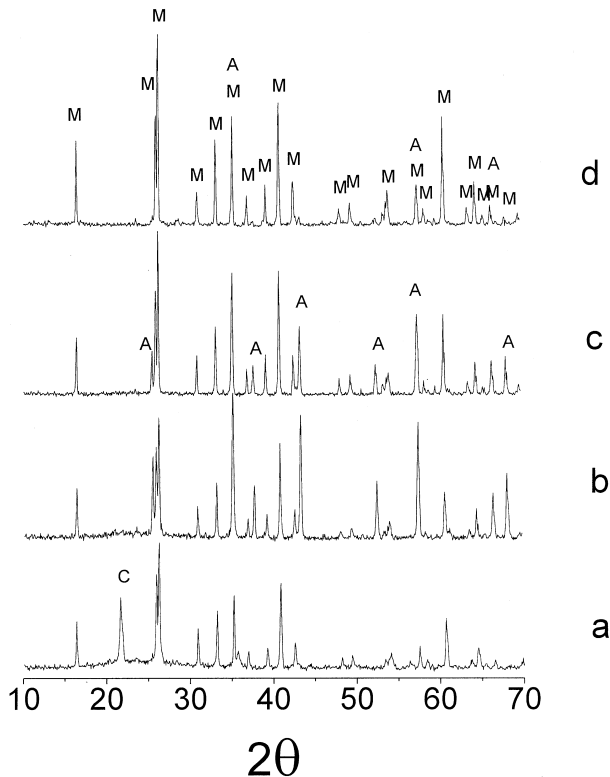 M
M A
M M M
M M
M M
M M M A
A M M
M M M M M M M M M
d
A
A A A A A
c
b
C
a
10 20 30 40 50 60 70
2θ